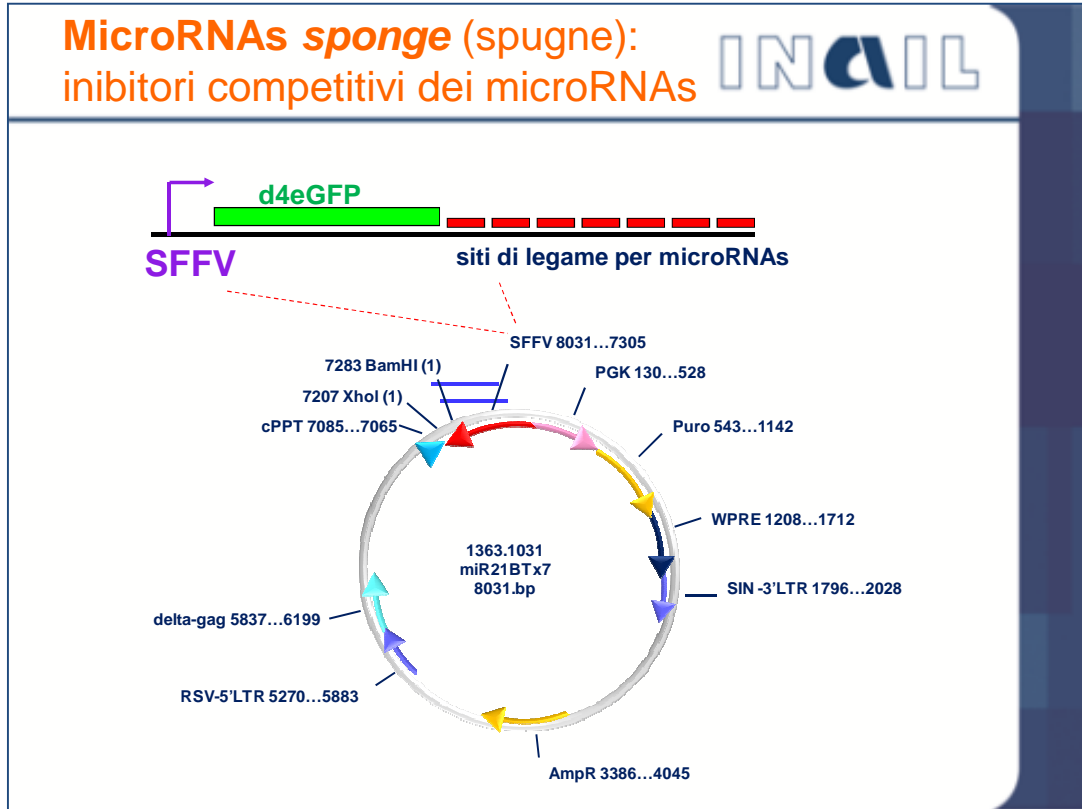 MicroRNAs sponge (spugne):
inibitori competitivi dei microRNAs
INAIL
d4eGFP
SFFV
siti di legame per microRNAs
SFFV 8031...7305
7283 BamHI (1)
PGK 130...528
7207 XhoI (1)
cPPT 7085...7065
Puro 543...1142
WPRE 1208...1712
1363.1031
miR21BTx7
8031.bp
SIN -3'LTR 1796...2028
delta-gag 5837...6199
RSV-5'LTR 5270...5883
AmpR 3386...4045